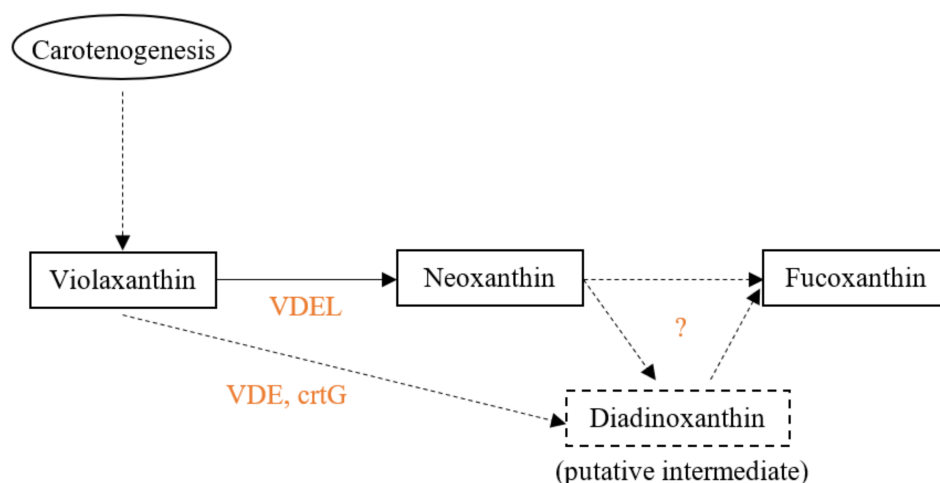 Carotenogenesis
Violaxanthin
Neoxanthin
Fucoxanthin
VDEL
?
VDE, crtG
Diadinoxanthin
(putative intermediate)